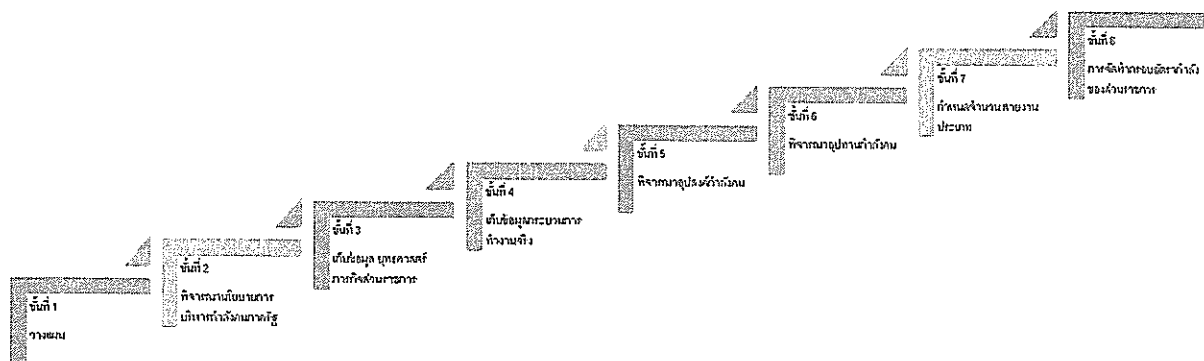 ขั้นที่ 1
วางแผน
ขั้นที่ 2
พิจารณานโยบายการ
บริหารกำลังคนภาครัฐ
ขั้นที่ 3
เก็บข้อมูล ยุทธศาสตร์
ภารกิจส่วนราชการ
ขั้นที่ 4
เก็บข้อมูลกระบวนการ
ทำงานจริง
ขั้นที่ 5
พิจารณาอุปสงค์กำลังคน
ขั้นที่ 6
พิจารณาอุปทานกำลังคน
ขั้นที่ 7
กำหนดจำนวน สายงาน
ประเภท
ขั้นที่ 8
การจัดทำกรอบอัตรากำลัง
ของส่วนราชการ